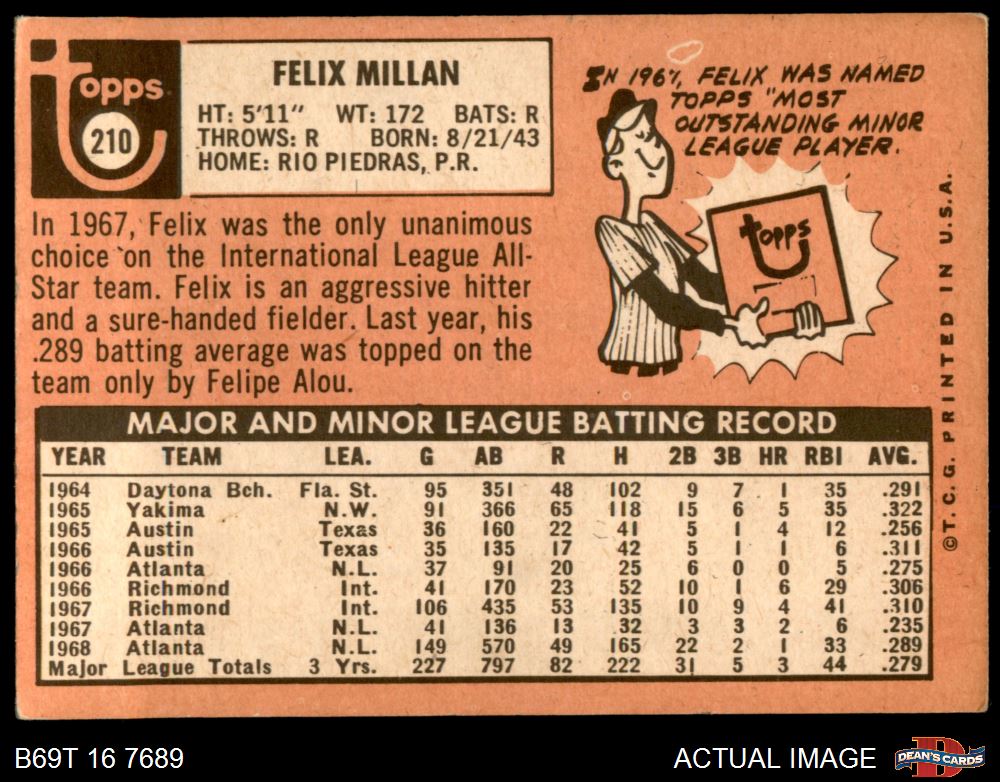 topps
210
FELIX MILLAN
HT: 5'11" WT: 172 BATS: R
THROWS: R BORN: 8/21/43
HOME: RIO PIEDRAS, P.R.
IN 1967, FELIX WAS NAMED
TOPPS "MOST
OUTSTANDING MINOR
LEAGUE PLAYER.
topps
In 1967, Felix was the only unanimous
choice on the International League All-
Star team. Felix is an aggressive hitter
and a sure-handed fielder. Last year, his
.289 batting average was topped on the
team only by Felipe Alou.
MAJOR AND MINOR LEAGUE BATTING RECORD
YEAR TEAM LEA. G AB R H 2B 3B HR RBI AVG.
1964 Daytona Bch. Fla. St. 95 351 48 102 9 7 1 35 .291
1965 Yakima N.W. 91 366 65 118 15 6 5 35 .322
1965 Austin Texas 36 160 22 41 5 1 4 12 .256
1966 Austin Texas 35 135 17 42 5 1 1 6 .311
1966 Atlanta N.L. 37 91 20 25 6 0 0 5 .275
1966 Richmond Int. 41 170 23 52 10 1 6 29 .306
1967 Richmond Int. 106 435 53 135 10 9 4 41 .310
1967 Atlanta N.L. 41 136 13 32 3 3 2 6 .235
1968 Atlanta N.L. 149 570 49 165 22 2 1 33 .289
Major League Totals 3 Yrs. 227 797 82 222 31 5 3 44 .279
©T.C.G. PRINTED IN U.S.A.
B69T 16 7689
ACTUAL IMAGE
D
DEAN'S CARDS